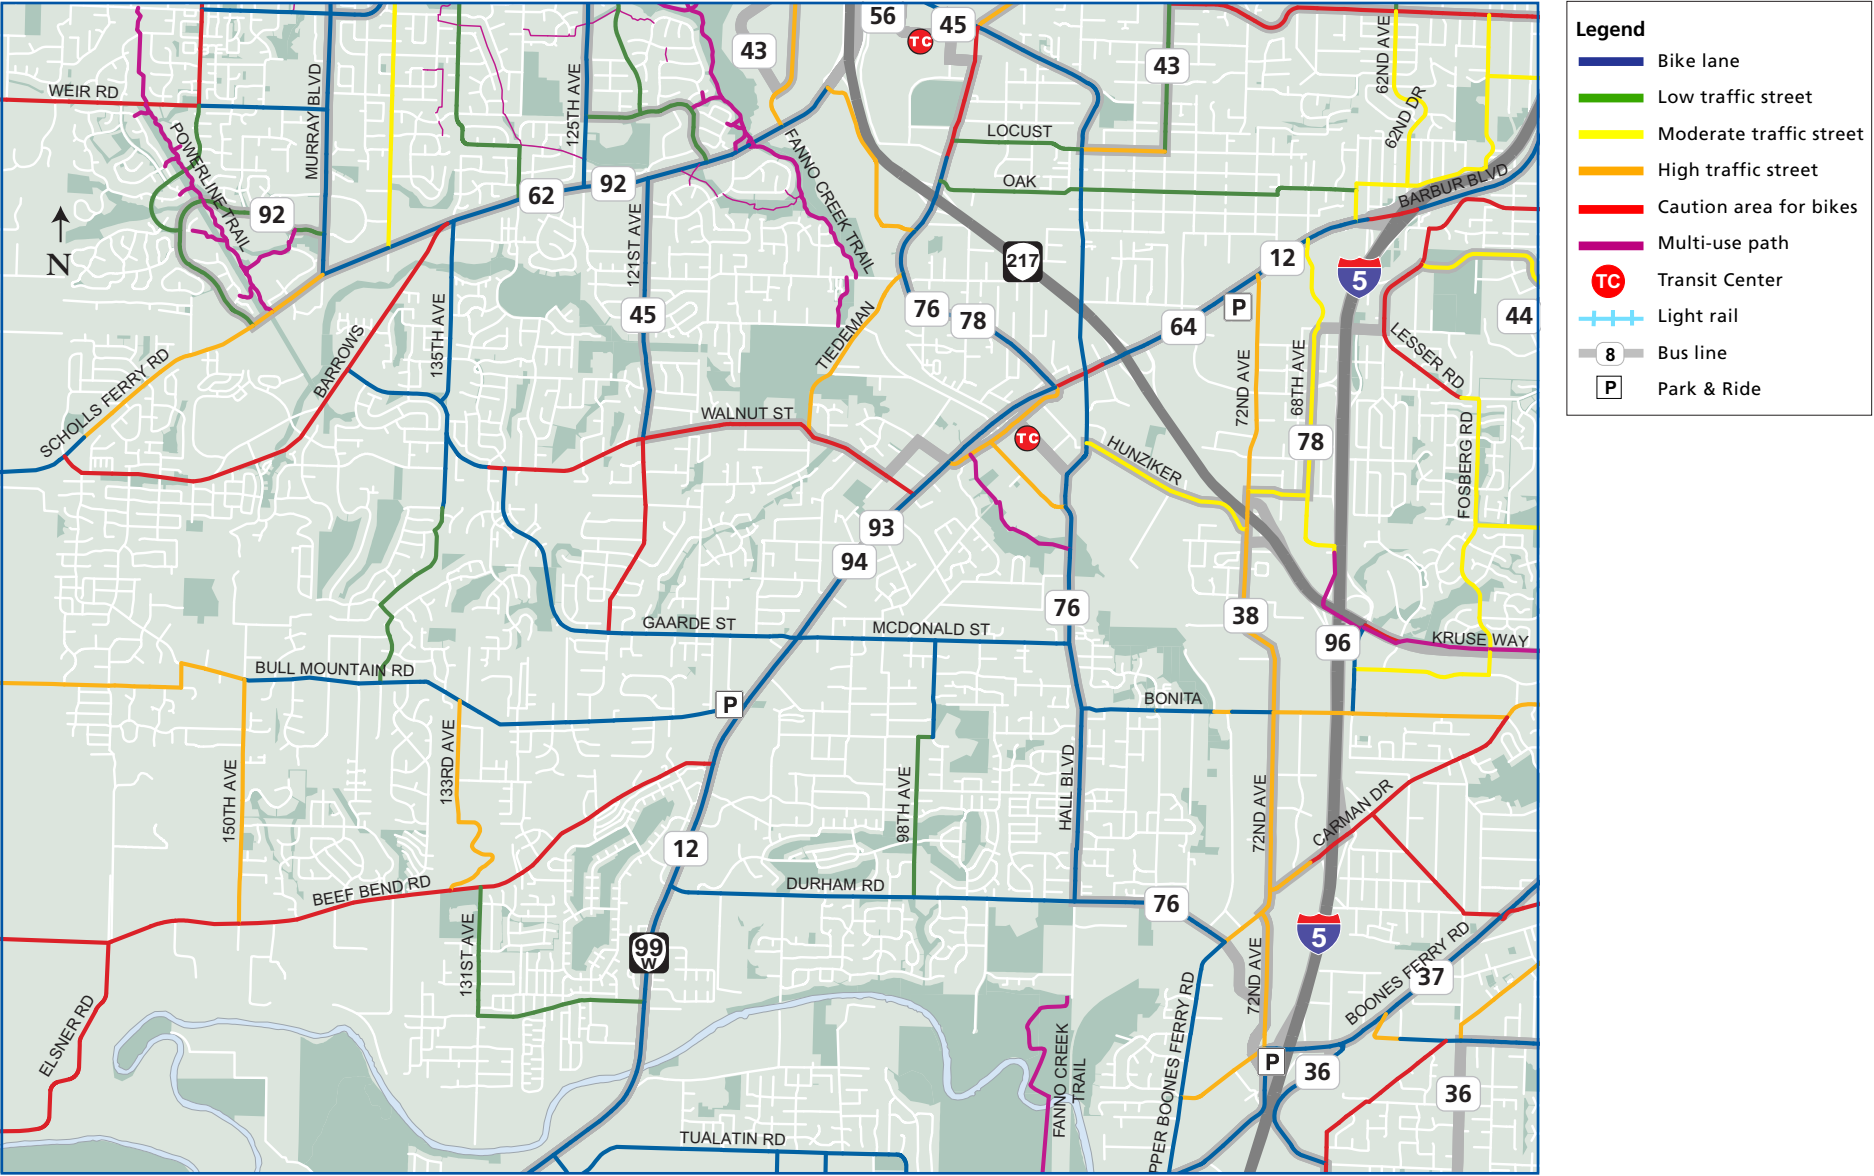 56
45
TC
43
43
62ND AVE
62ND DR
WEIR RD
MURRAY BLVD
125TH AVE
POWERLINE TRAIL
FANNO CREEK TRAIL
LOCUST
OAK
BARBUR BLVD
62
92
92
121ST AVE
N
217
12
5
P
76
78
64
44
45
135TH AVE
BARROWS
TIEDEMAN
SCHOLLS FERRY RD
72ND AVE
68TH AVE
LESSER RD
FOSBERG RD
WALNUT ST
TC
HUNZIKER
78
93
94
76
38
96
GAARDE ST
MCDONALD ST
KRUSE WAY
BULL MOUNTAIN RD
P
BONITA
133RD AVE
150TH AVE
98TH AVE
HALL BLVD
72ND AVE
CARMAN DR
12
BEEF BEND RD
DURHAM RD
76
131ST AVE
99
W
5
72ND AVE
BOONES FERRY RD
37
ELSNER RD
FANNO CREEK
TRAIL
PPER BOONES FERRY RD
P
36
36
TUALATIN RD
Legend
Bike lane
Low traffic street
Moderate traffic street
High traffic street
Caution area for bikes
Multi-use path
TC Transit Center
Light rail
8 Bus line
P Park & Ride